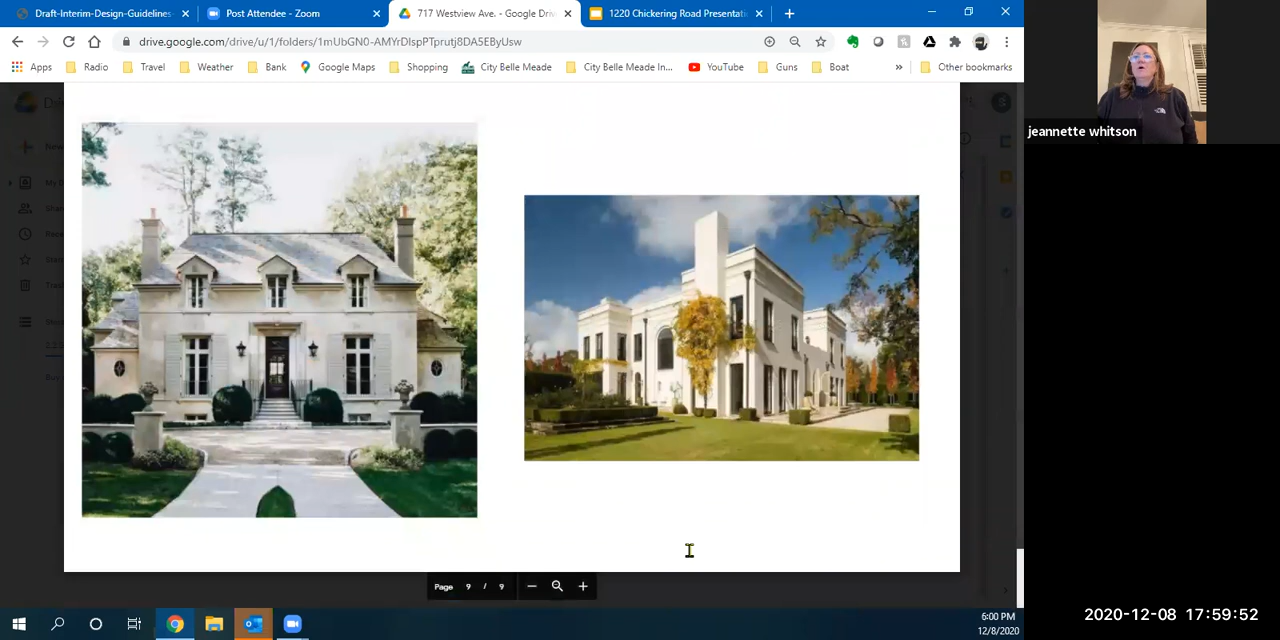 Draft-Interim-Design-Guidelines-
Post Attendee - Zoom
717 Westview Ave. - Google Driv
1220 Chickering Road Presentati
drive.google.com/drive/u/1/folders/1mUbGN0-AMYrDIspPTprutj8DA5EByUsw
Apps
Radio
Travel
Weather
Bank
Google Maps
Shopping
City Belle Meade
City Belle Meade In...
YouTube
Guns
Boat
»
Other bookmarks
jeannette whitson
Page 9 / 9
6:00 PM
12/8/2020
2020-12-08 17:59:52